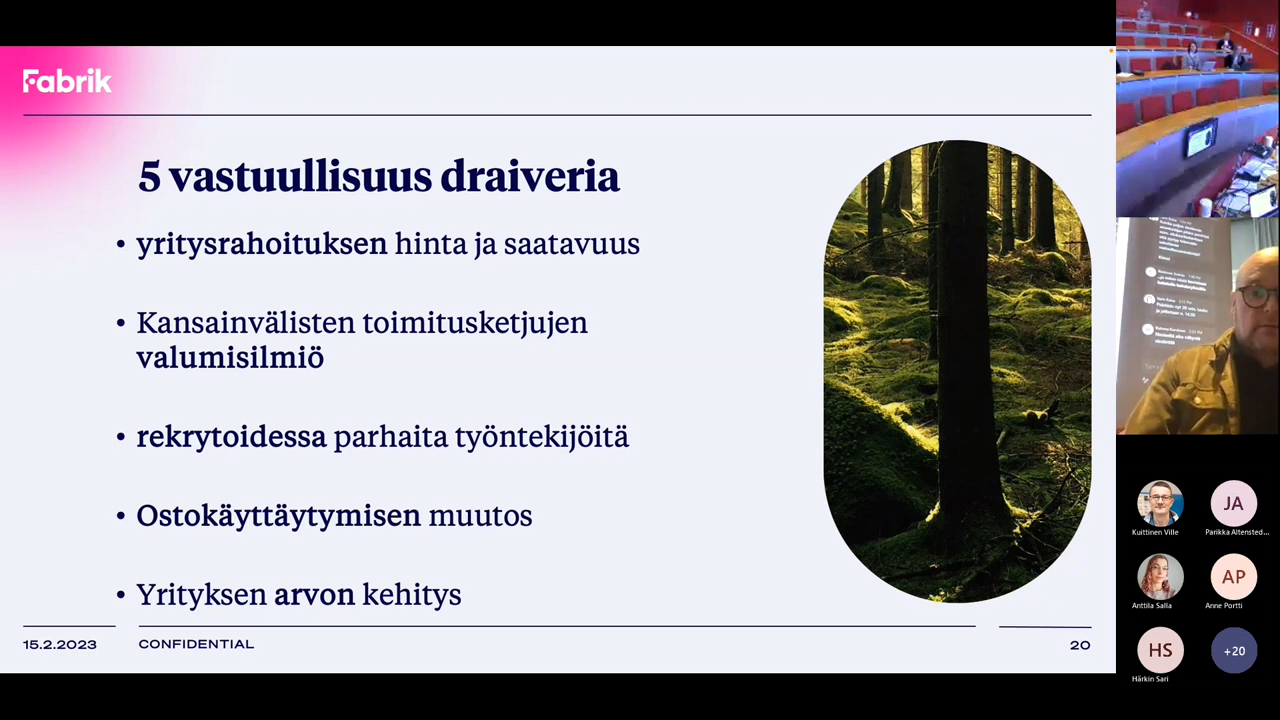 Fabrik
5 vastuullisuus draiveria
• yritysrahoituksen hinta ja saatavuus
• Kansainvälisten toimitusketjujen
valumisilmiö
• rekrytoidessa parhaita työntekijöitä
• Ostokäyttäytymisen muutos
• Yrityksen arvon kehitys
15.2.2023
CONFIDENTIAL
20
JA
Kuittinen Ville
Parikka Altensted...
AP
Anttila Salla
Anne Portti
HS
+20
Härkin Sari